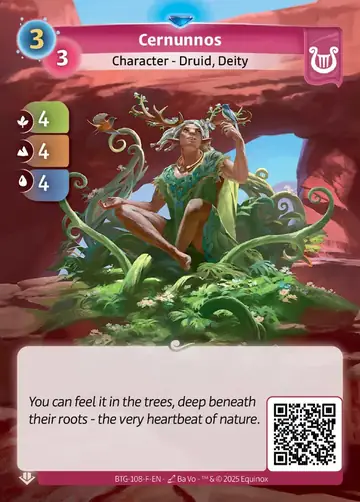 3
Cernunnos
3
Character - Druid, Deity
4
4
4
You can feel it in the trees, deep beneath
their roots - the very heartbeat of nature.
BTG-108-F-EN - Ba Vo - ™ & © 2025 Equinox